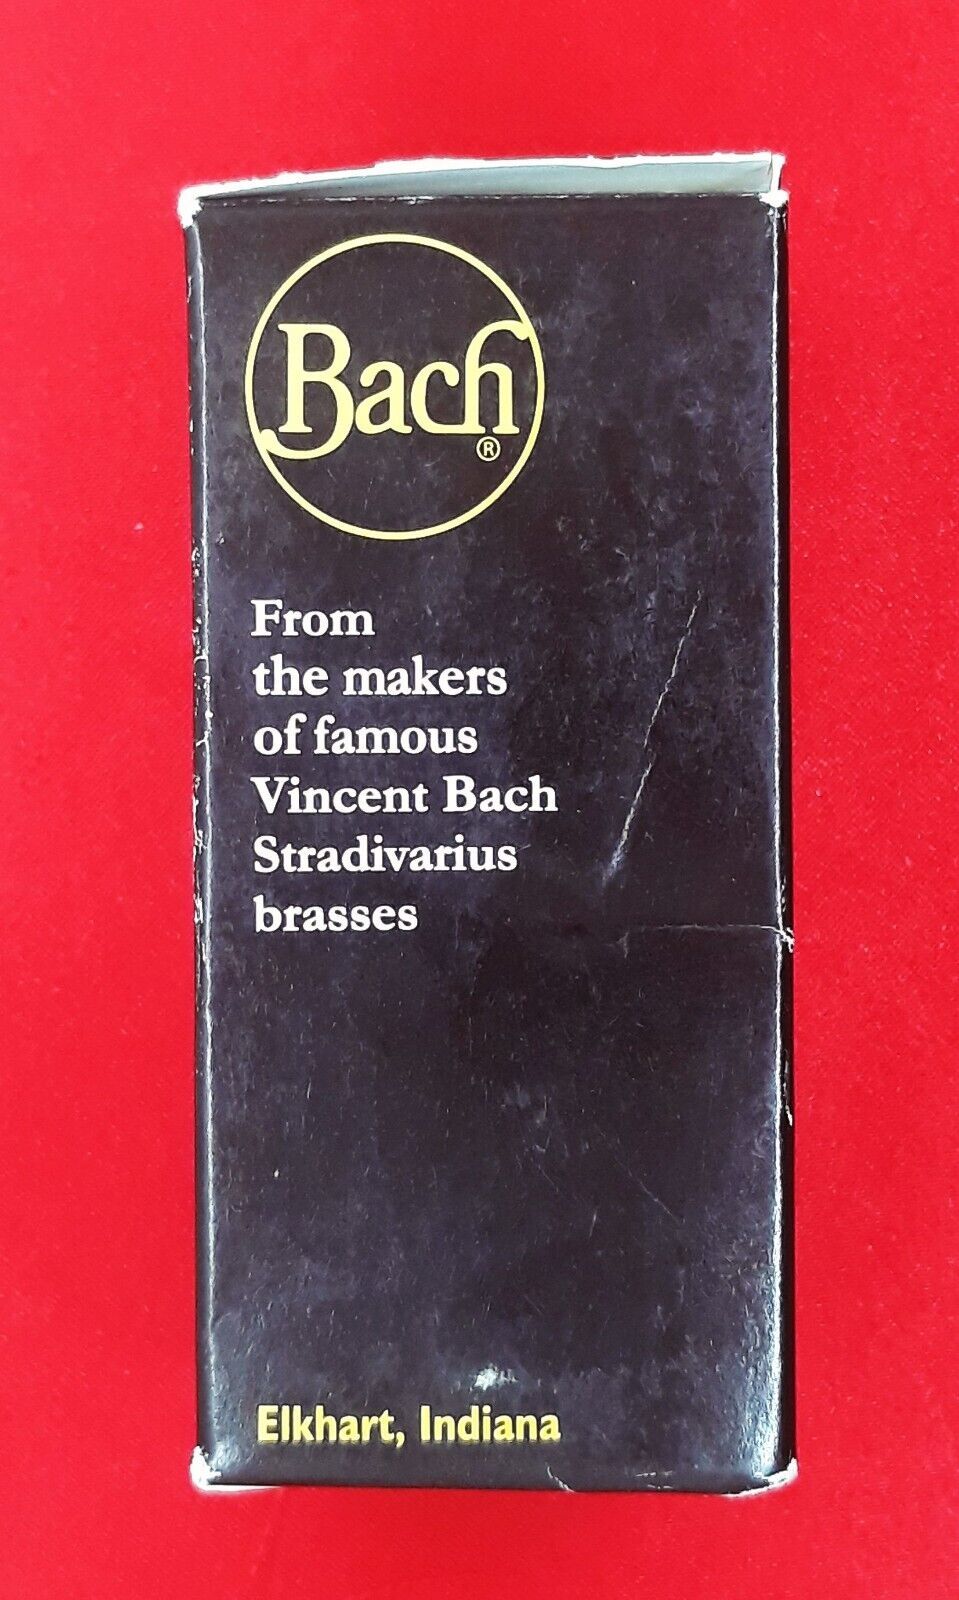 Bach
®
From
the makers
of famous
Vincent Bach
Stradivarius
brasses
Elkhart, Indiana